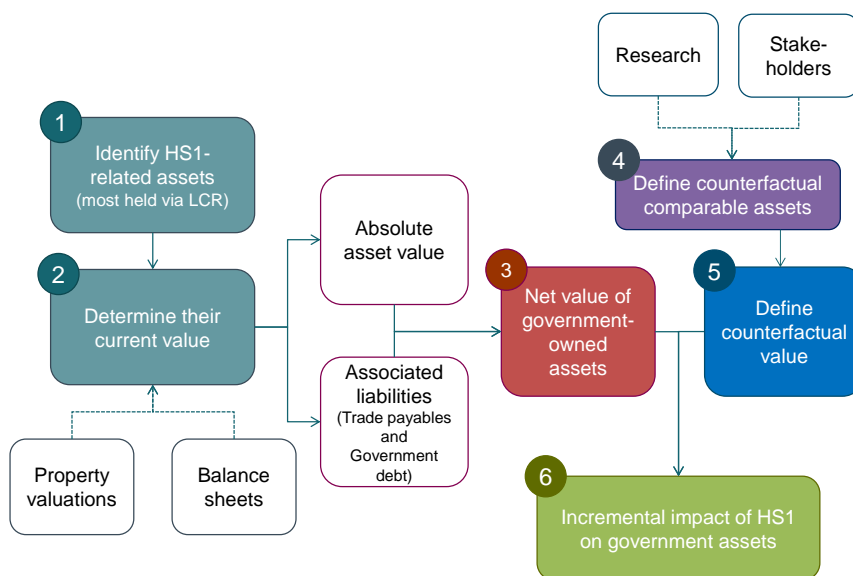 Research
Stake-
holders
1
Identify HS1-
related assets
(most held via LCR)
4
Define counterfactual
comparable assets
Absolute
asset value
2
Determine their
current value
3
Net value of
government-
owned
assets
5
Define
counterfactual
value
Associated
liabilities
(Trade payables
and
Government
debt)
Property
valuations
Balance
sheets
6
Incremental impact of HS1
on government assets